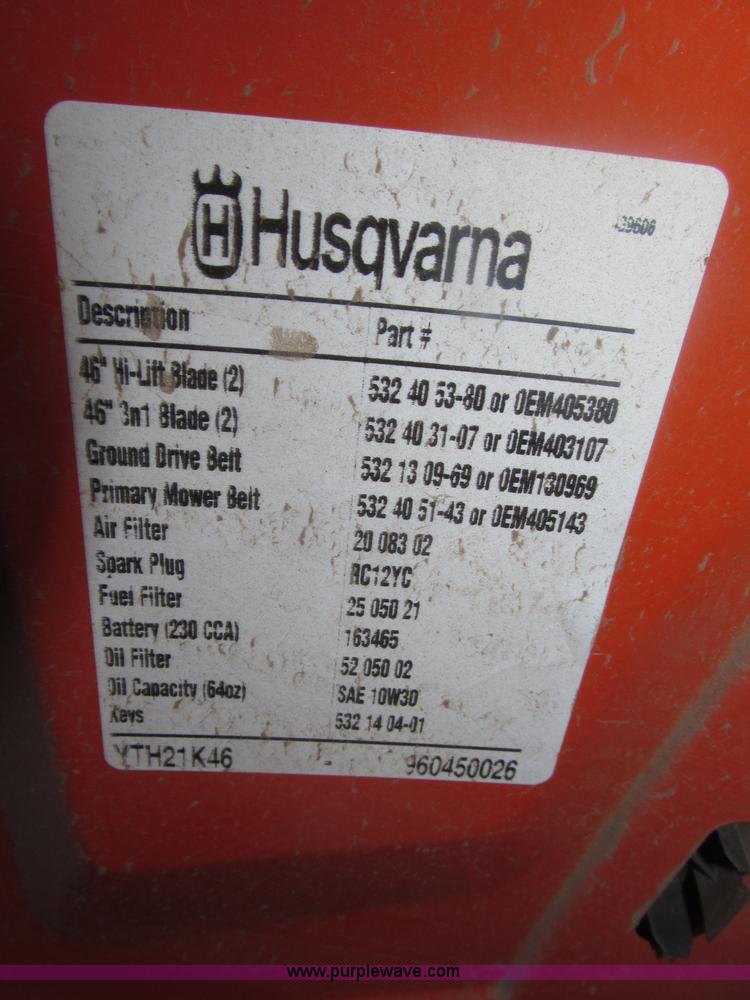 H Husqvarna
Description Part #
46" Hi-Lift Blade (2) 532 40 53-80 or OEM405380
46" 3n1 Blade (2) 532 40 31-07 or OEM403107
Ground Drive Belt 532 13 09-69 or OEM130969
Primary Mower Belt 532 40 51-43 or OEM405143
Air Filter 20 083 02
Spark Plug RC12YC
Fuel Filter 25 050 21
Battery (230 CCA) 163465
Oil Filter 52 050 02
Oil Capacity (64oz) SAE 10W30
Keys 532 14 04-01
YTH21K46 - 960450026
www.purplewave.com